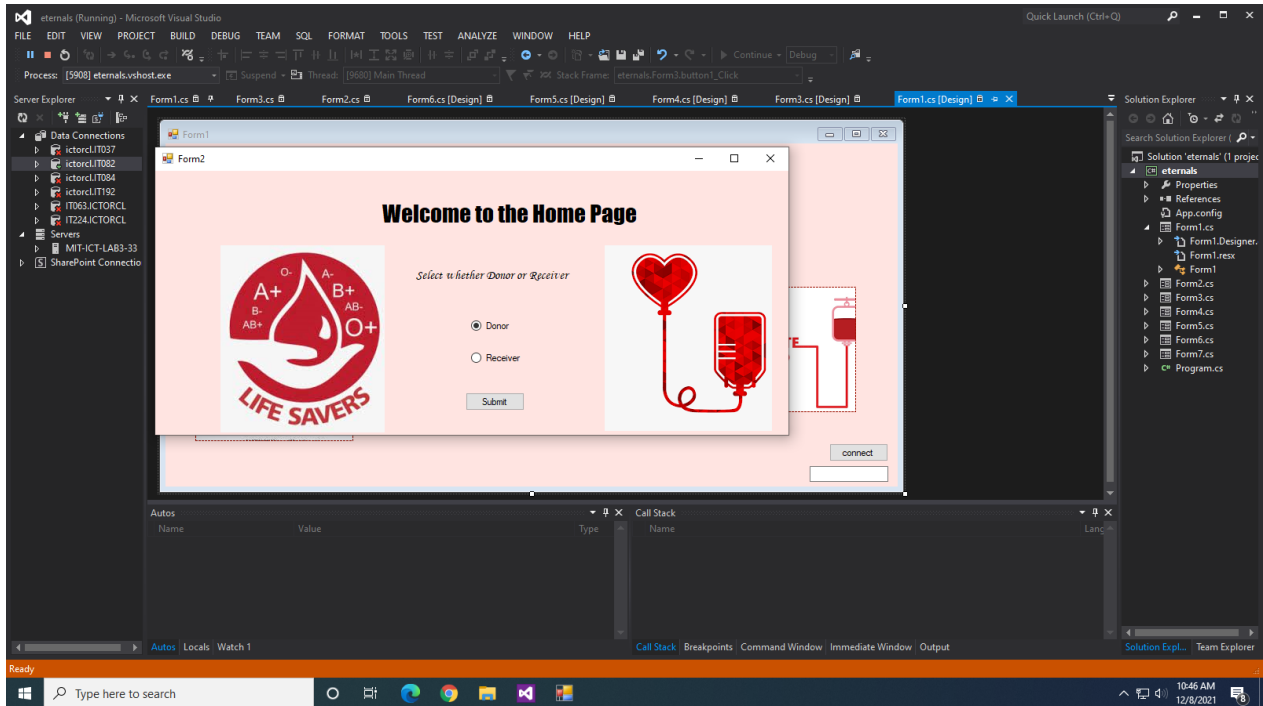 eternals (Running) - Microsoft Visual Studio
Quick Launch (Ctrl+Q)
FILE EDIT VIEW PROJECT BUILD DEBUG TEAM SQL FORMAT TOOLS TEST ANALYZE WINDOW HELP
Continue Debug
Process: [5908] eternals.vshost.exe Suspend Thread: [9680] Main Thread Stack Frame: eternals.Form3.button1_Click
Server Explorer
Form1.cs Form3.cs Form2.cs Form6.cs [Design] Form5.cs [Design] Form4.cs [Design] Form3.cs [Design] Form1.cs [Design]
Solution Explorer
Data Connections
ictorcl.IT037
ictorcl.IT082
ictorcl.IT084
ictorcl.IT192
IT063.ICTORCL
IT224.ICTORCL
Servers
MIT-ICT-LAB3-33
SharePoint Connectio
Form1
Form2
Welcome to the Home Page
Select whether Donor or Receiver
Donor
Receiver
Submit
O- A-
A+ B+
B- AB-
AB+ O+
LIFE SAVERS
TE
connect
Search Solution Explorer (
Solution 'eternals' (1 projec
C# eternals
Properties
References
App.config
Form1.cs
Form1.Designer.
Form1.resx
Form1
Form2.cs
Form3.cs
Form4.cs
Form5.cs
Form6.cs
Form7.cs
C# Program.cs
Autos
Name Value Type
Call Stack
Name Lang
Autos Locals Watch 1
Call Stack Breakpoints Command Window Immediate Window Output
Solution Expl... Team Explorer
Ready
Type here to search
10:46 AM
12/8/2021
8